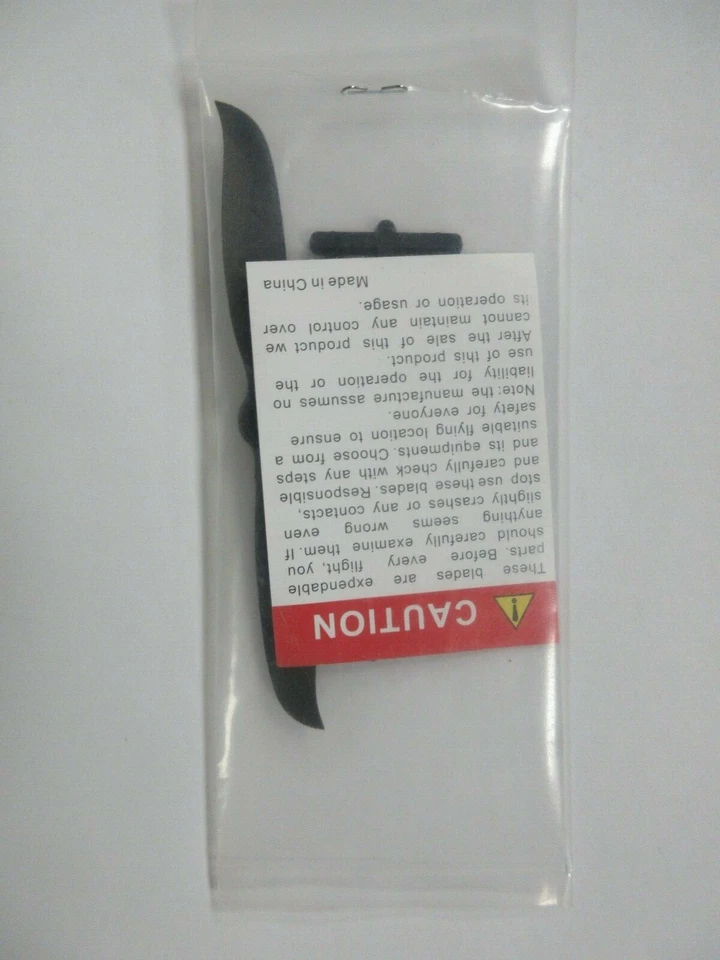 CAUTION
These blades are expendable
parts. Before every flight, you
should carefully examine them. If
anything seems wrong even
slightly crashes or any contacts,
stop use these blades. Responsible
and carefully check with any steps
and its equipments. Choose from a
suitable flying location to ensure
safety for everyone.
Note: the manufacture assumes no
liability for the operation or the
use of this product.
After the sale of this product we
cannot maintain any control over
its operation or usage.
Made in China